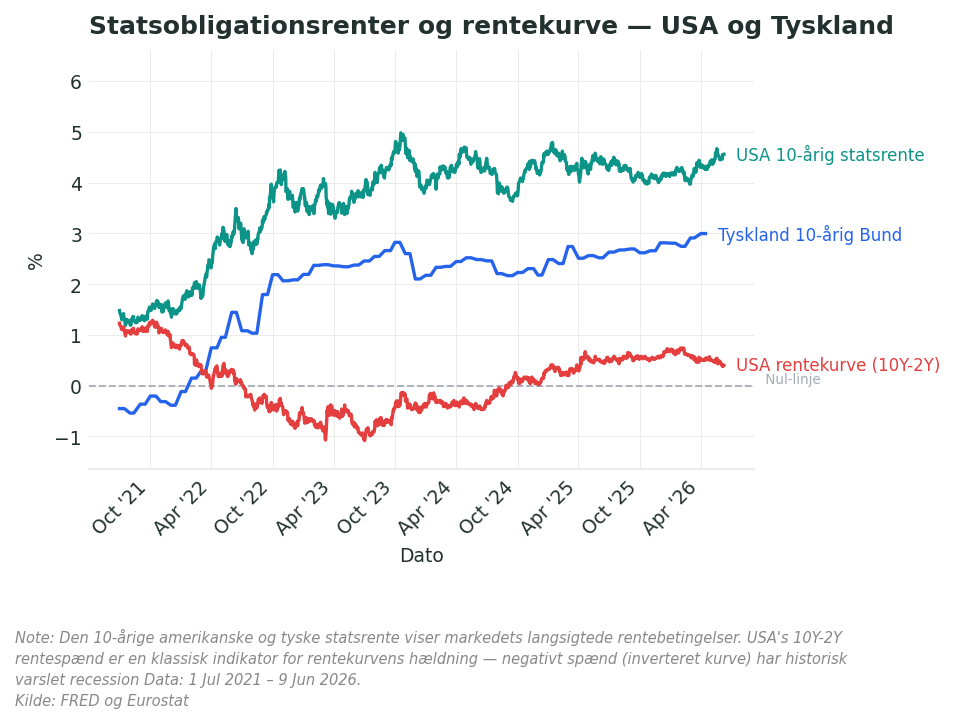 Statsobligationsrenter og rentekurve — USA og Tyskland
6
5
4
3
2
1
0
−1
%
USA 10-årig statsrente
Tyskland 10-årig Bund
USA rentekurve (10Y-2Y)
Nul-linje
Oct '21
Apr '22
Oct '22
Apr '23
Oct '23
Apr '24
Oct '24
Apr '25
Oct '25
Apr '26
Dato
Note: Den 10-årige amerikanske og tyske statsrente viser markedets langsigtede rentebetingelser. USA's 10Y-2Y
rentespænd er en klassisk indikator for rentekurvens hældning — negativt spænd (inverteret kurve) har historisk
varslet recession Data: 1 Jul 2021 – 9 Jun 2026.
Kilde: FRED og Eurostat